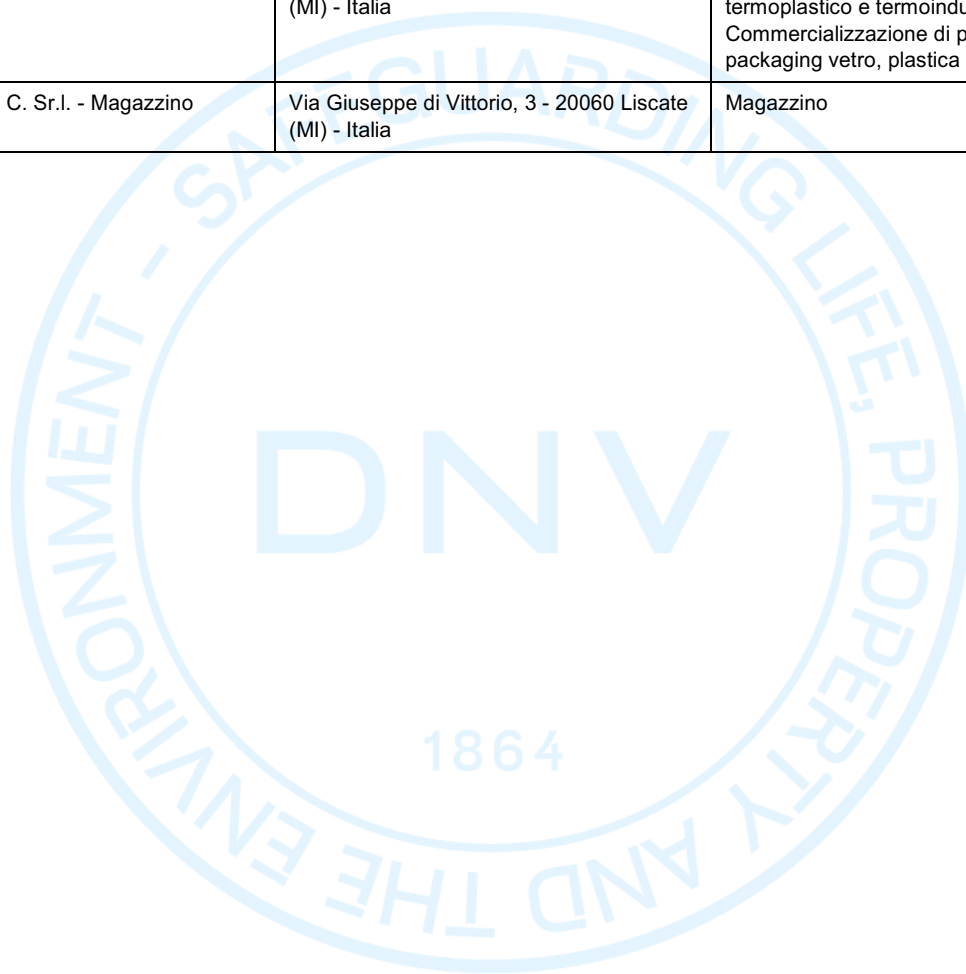 (MI) - Italia
termoplastico e termoindu
Commercializzazione di p
packaging vetro, plastica
C. Sr.l. - Magazzino
Via Giuseppe di Vittorio, 3 - 20060 Liscate
(MI) - Italia
Magazzino
SAFEGUARDING LIFE, PROPERTY AND THE ENVIRONMENT -
DNV
1864